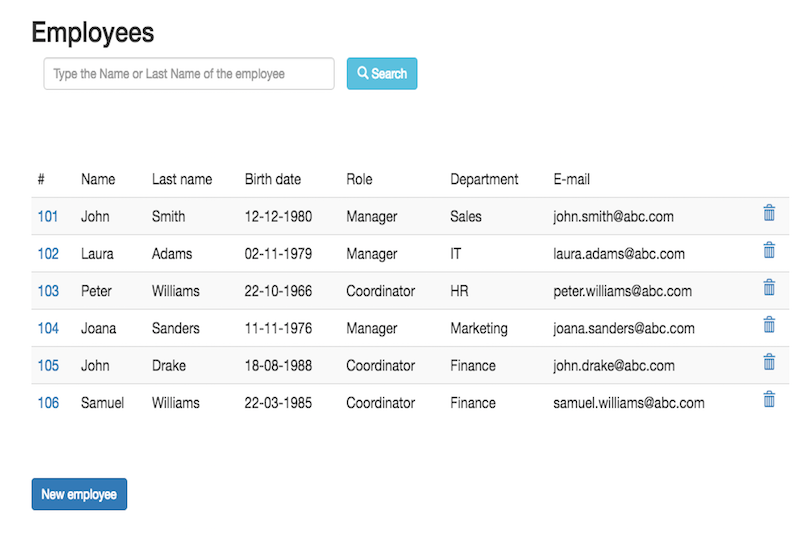 Employees
Type the Name or Last Name of the employee Search
# Name Last name Birth date Role Department E-mail
101 John Smith 12-12-1980 Manager Sales john.smith@abc.com
102 Laura Adams 02-11-1979 Manager IT laura.adams@abc.com
103 Peter Williams 22-10-1966 Coordinator HR peter.williams@abc.com
104 Joana Sanders 11-11-1976 Manager Marketing joana.sanders@abc.com
105 John Drake 18-08-1988 Coordinator Finance john.drake@abc.com
106 Samuel Williams 22-03-1985 Coordinator Finance samuel.williams@abc.com
New employee